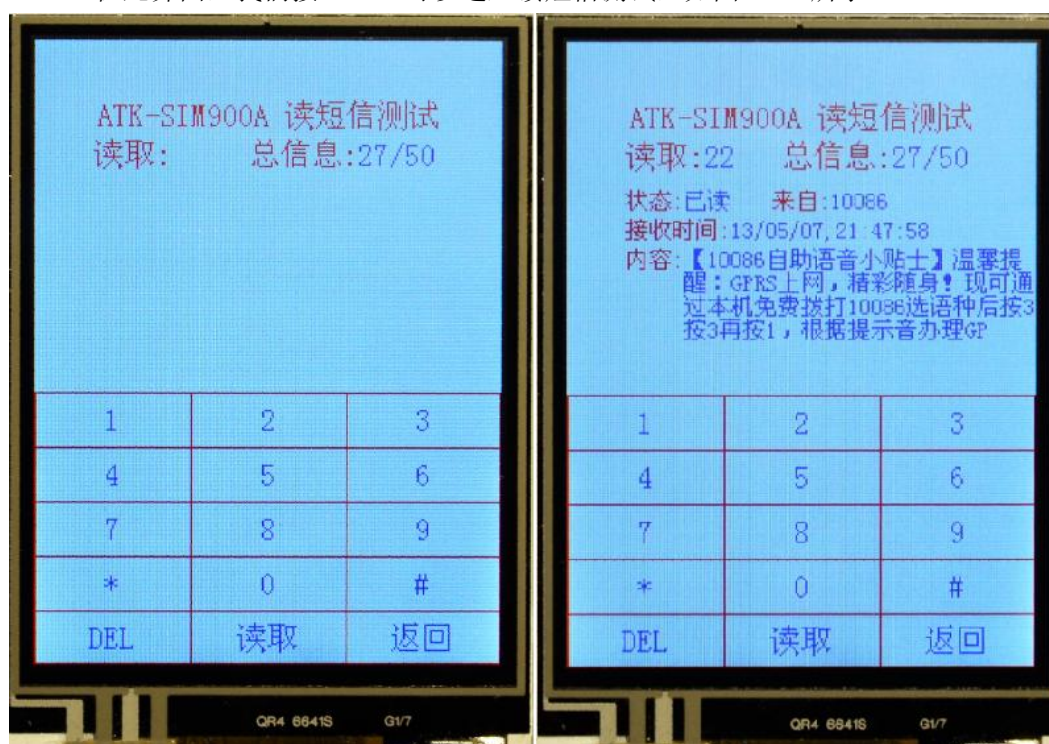 ATK-SIM900A 读短信测试
读取: 总信息:27/50
1 2 3
4 5 6
7 8 9
* 0 #
DEL 读取 返回
QR4 6641S G1/7
ATK-SIM900A 读短信测试
读取:22 总信息:27/50
状态:已读 来自:10086
接收时间:13/05/07,21:47:58
内容:【10086自助语音小贴士】温馨提
醒：GPRS上网，精彩随身！现可通
过本机免费拨打10086选语种后按3
按3再按1，根据提示音办理GP
1 2 3
4 5 6
7 8 9
* 0 #
DEL 读取 返回
QR4 6641S G1/7